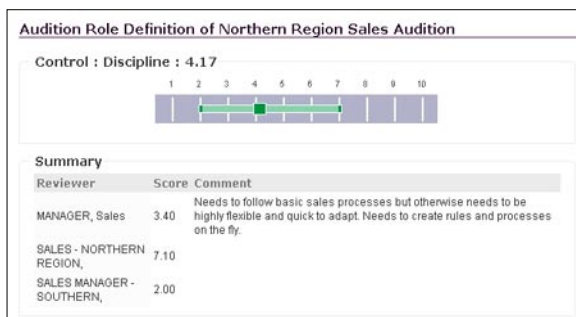 Audition Role Definition of Northern Region Sales Audition
Control : Discipline : 4.17
1 2 3 4 5 6 7 8 9 10
Summary
Reviewer Score Comment
MANAGER, Sales 3.40 Needs to follow basic sales processes but otherwise needs to be
highly flexible and quick to adapt. Needs to create rules and processes
on the fly.
SALES - NORTHERN
REGION, 7.10
SALES MANAGER -
SOUTHERN, 2.00